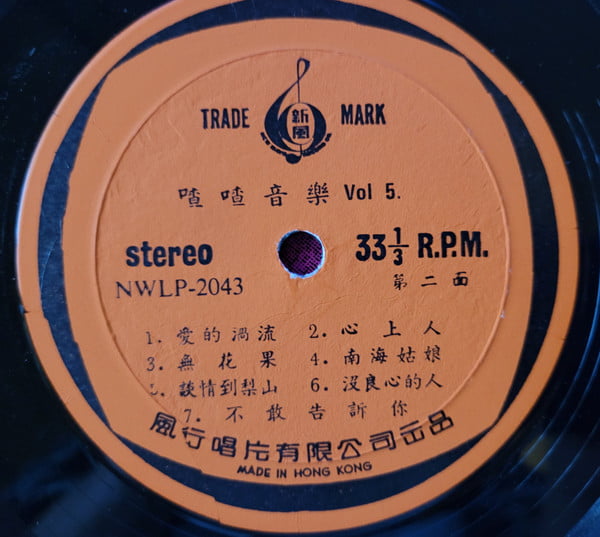 TRADE 新風 MARK
喳喳音樂 Vol 5.
stereo 33 1/3 R.P.M.
NWLP-2043 第二面
1. 愛的渦流 2. 心上人
3. 無花果 4. 南海姑娘
談情到梨山 6. 沒良心的人
7. 不敢告訴你
風行唱片有限公司出品
MADE IN HONG KONG